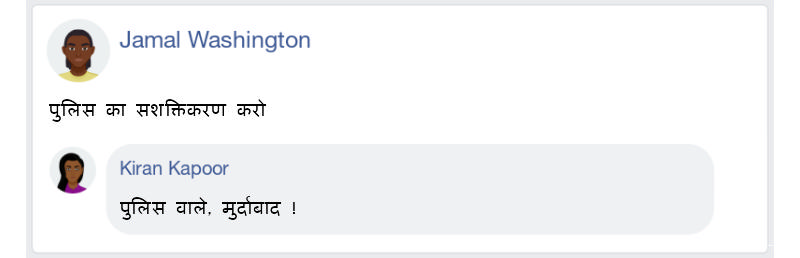 Jamal Washington
पुलिस का सशक्तिकरण करो
Kiran Kapoor
पुलिस वाले, मुर्दाबाद !